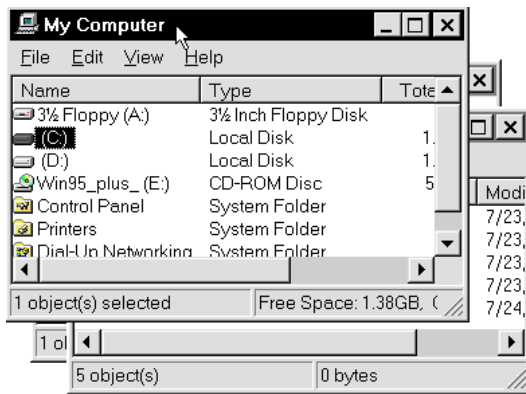 My Computer
File Edit View Help
Name Type Tota
3½ Floppy (A:) 3½ Inch Floppy Disk
(C:) Local Disk 1.
(D:) Local Disk 1.
Win95_plus_ (E:) CD-ROM Disc 5
Control Panel System Folder
Printers System Folder
Dial-Up Networking System Folder
1 object(s) selected Free Space: 1.38GB, (
Modi
7/23,
7/23,
7/23,
7/23,
7/24,
1 ol
5 object(s) 0 bytes